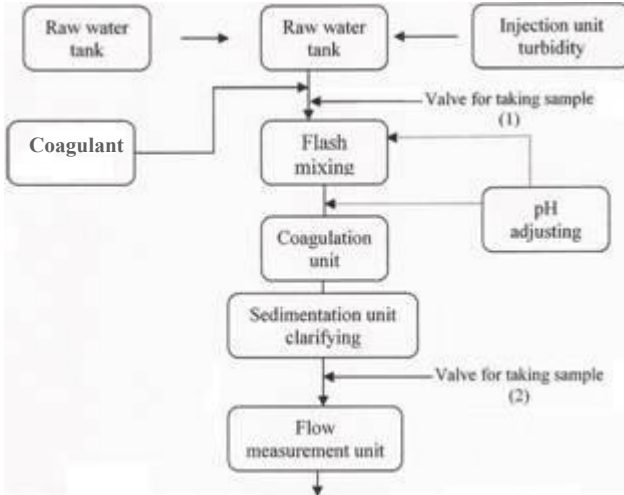 Raw water
tank
Raw water
tank
Injection unit
turbidity
Valve for taking sample
(1)
Coagulant
Flash
mixing
pH
adjusting
Coagulation
unit
Sedimentation unit
clarifying
Valve for taking sample
(2)
Flow
measurement unit